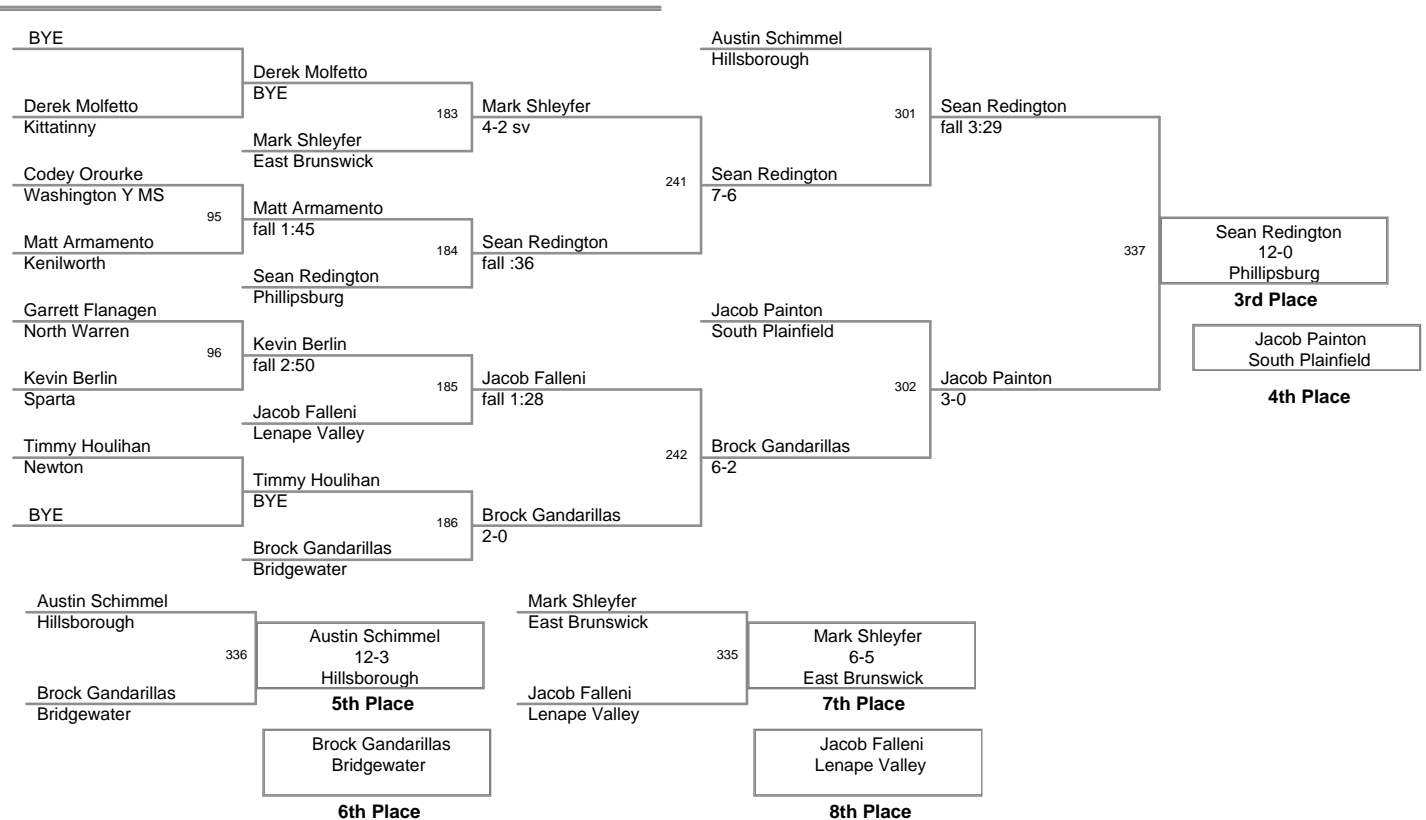 BYE
Derek Molfetto
Kittatinny
Codey Orourke
Washington Y MS
95
Matt Armamento
Kenilworth
Garrett Flanagen
North Warren
96
Kevin Berlin
Sparta
Timmy Houlihan
Newton
BYE
Derek Molfetto
BYE
183
Mark Shleyfer
East Brunswick
Matt Armamento
fall 1:45
184
Sean Redington
Phillipsburg
Kevin Berlin
fall 2:50
185
Jacob Falleni
Lenape Valley
Timmy Houlihan
BYE
186
Brock Gandarillas
Bridgewater
Mark Shleyfer
4-2 sv
241
Sean Redington
fall :36
Jacob Falleni
fall 1:28
242
Brock Gandarillas
2-0
Austin Schimmel
Hillsborough
301
Sean Redington
7-6
Jacob Painton
South Plainfield
302
Brock Gandarillas
6-2
Sean Redington
fall 3:29
337
Jacob Painton
3-0
Sean Redington
12-0
Phillipsburg
3rd Place
Jacob Painton
South Plainfield
4th Place
Austin Schimmel
Hillsborough
336
Brock Gandarillas
Bridgewater
Austin Schimmel
12-3
Hillsborough
5th Place
Brock Gandarillas
Bridgewater
6th Place
Mark Shleyfer
East Brunswick
335
Jacob Falleni
Lenape Valley
Mark Shleyfer
6-5
East Brunswick
7th Place
Jacob Falleni
Lenape Valley
8th Place